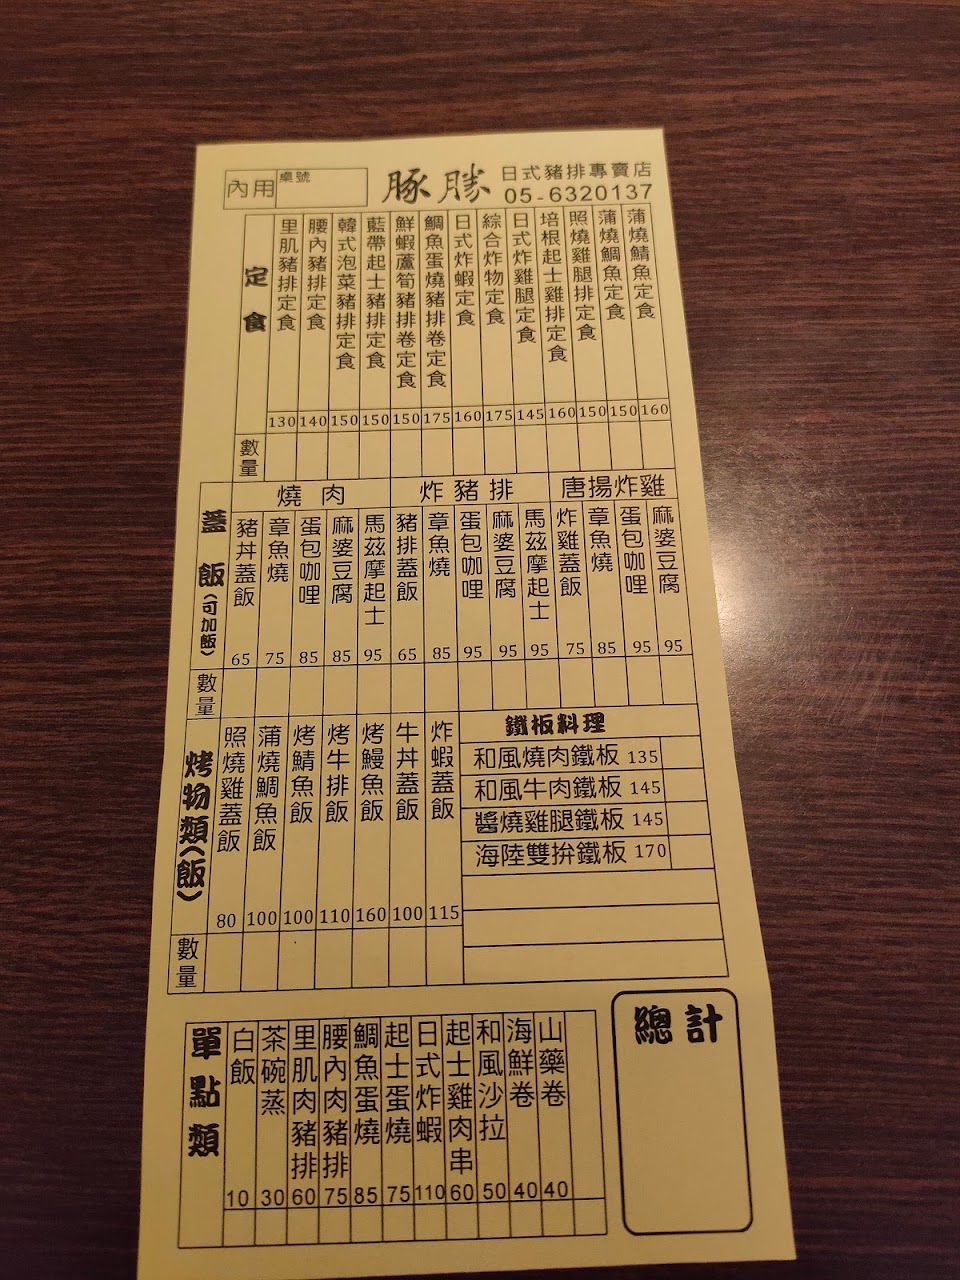 內用
桌號
豚勝
日式豬排專賣店
05-6320137
定食
里肌豬排定食 130
腰內豬排定食 140
韓式泡菜豬排定食 150
藍帶起士豬排定食 150
鮮蝦蘆筍豬排卷定食 150
鯛魚蛋燒豬排卷定食 175
日式炸蝦定食 160
綜合炸物定食 175
日式炸雞腿定食 145
培根起士雞排定食 160
照燒雞腿排定食 150
蒲燒鯛魚定食 150
蒲燒鯖魚定食 160
數量
蓋飯(可加飯)
燒肉
豬丼蓋飯 65
章魚燒 75
蛋包咖哩 85
麻婆豆腐 85
馬茲摩起士 95
炸豬排
豬排蓋飯 65
章魚燒 85
蛋包咖哩 95
麻婆豆腐 95
馬茲摩起士 95
唐揚炸雞
炸雞蓋飯 75
章魚燒 85
蛋包咖哩 95
麻婆豆腐 95
數量
烤物類(飯)
照燒雞蓋飯 80
蒲燒鯛魚飯 100
烤鯖魚飯 100
烤牛排飯 110
烤鰻魚飯 160
牛丼蓋飯 100
炸蝦蓋飯 115
數量
鐵板料理
和風燒肉鐵板 135
和風牛肉鐵板 145
醬燒雞腿鐵板 145
海陸雙拚鐵板 170
單點類
白飯 10
茶碗蒸 30
里肌肉豬排 60
腰內肉豬排 75
鯛魚蛋燒 85
起士蛋燒 75
日式炸蝦 110
起士雞肉串 60
和風沙拉 50
海鮮卷 40
山藥卷 40
總計